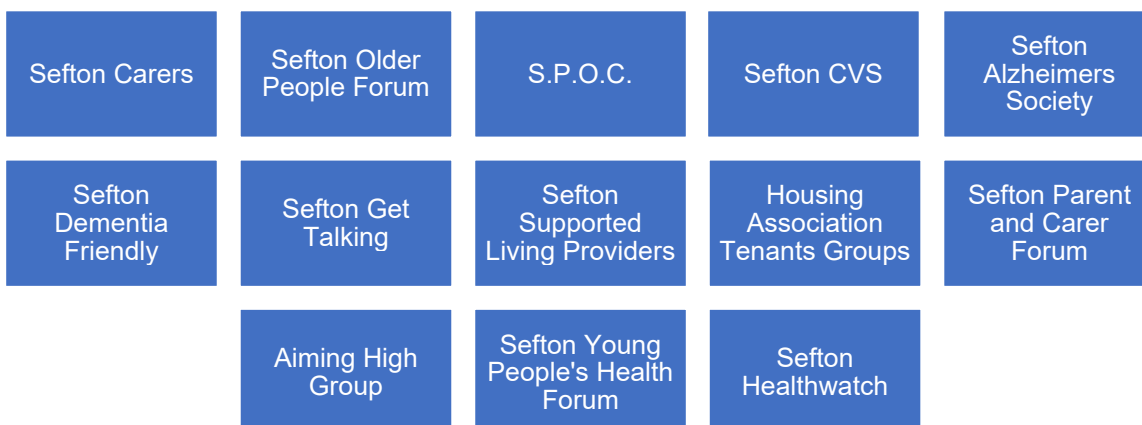 Sefton Carers
Sefton Older
People Forum
S.P.O.C.
Sefton CVS
Sefton
Alzheimers
Society
Sefton
Dementia
Friendly
Sefton Get
Talking
Sefton
Supported
Living Providers
Housing
Association
Tenants Groups
Sefton Parent
and Carer
Forum
Aiming High
Group
Sefton Young
People's Health
Forum
Sefton
Healthwatch